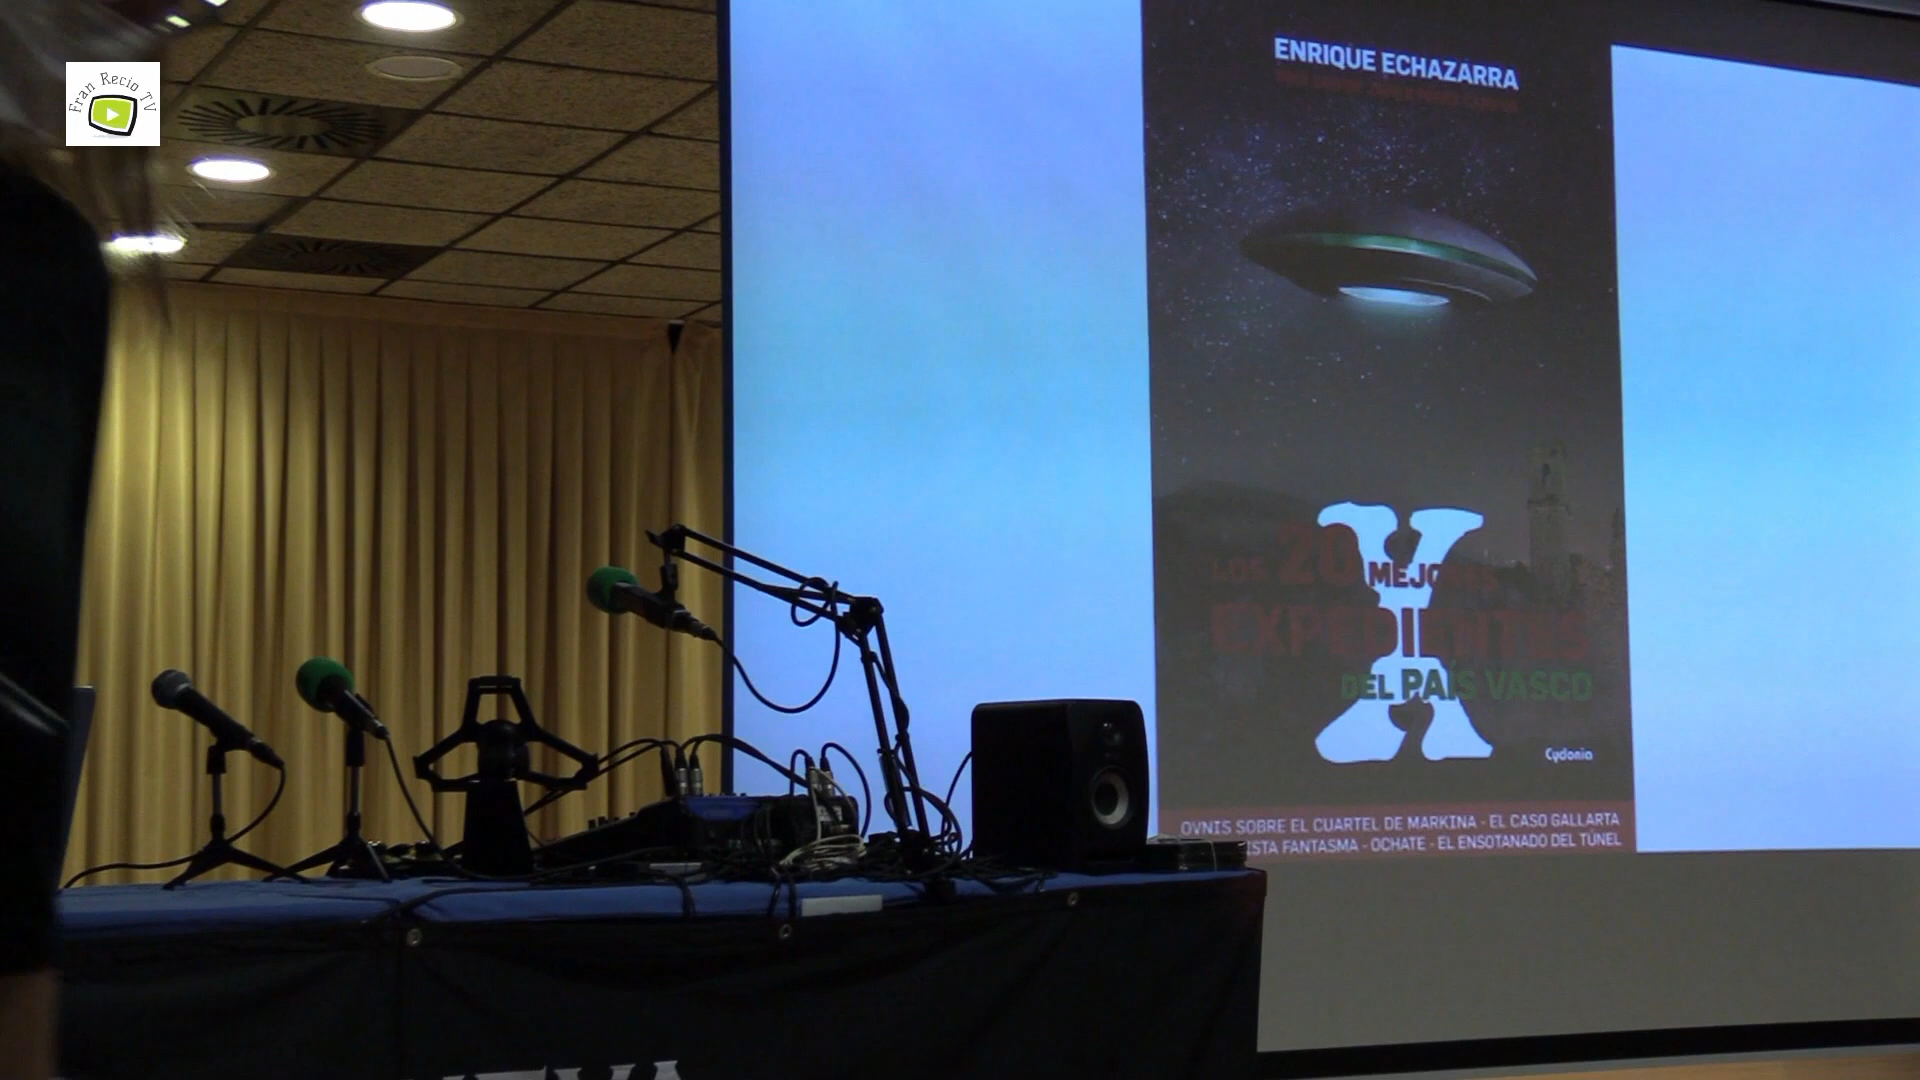 Fran Recio TV
ENRIQUE ECHAZARRA
LOS 20 MEJORES
EXPEDIENTES
X
DEL PAÍS VASCO
Cydonia
OVNIS SOBRE EL CUARTEL DE MARKINA - EL CASO GALLARTA
FANTASMA - OCHATE - EL ENSOTANADO DEL TÚNEL